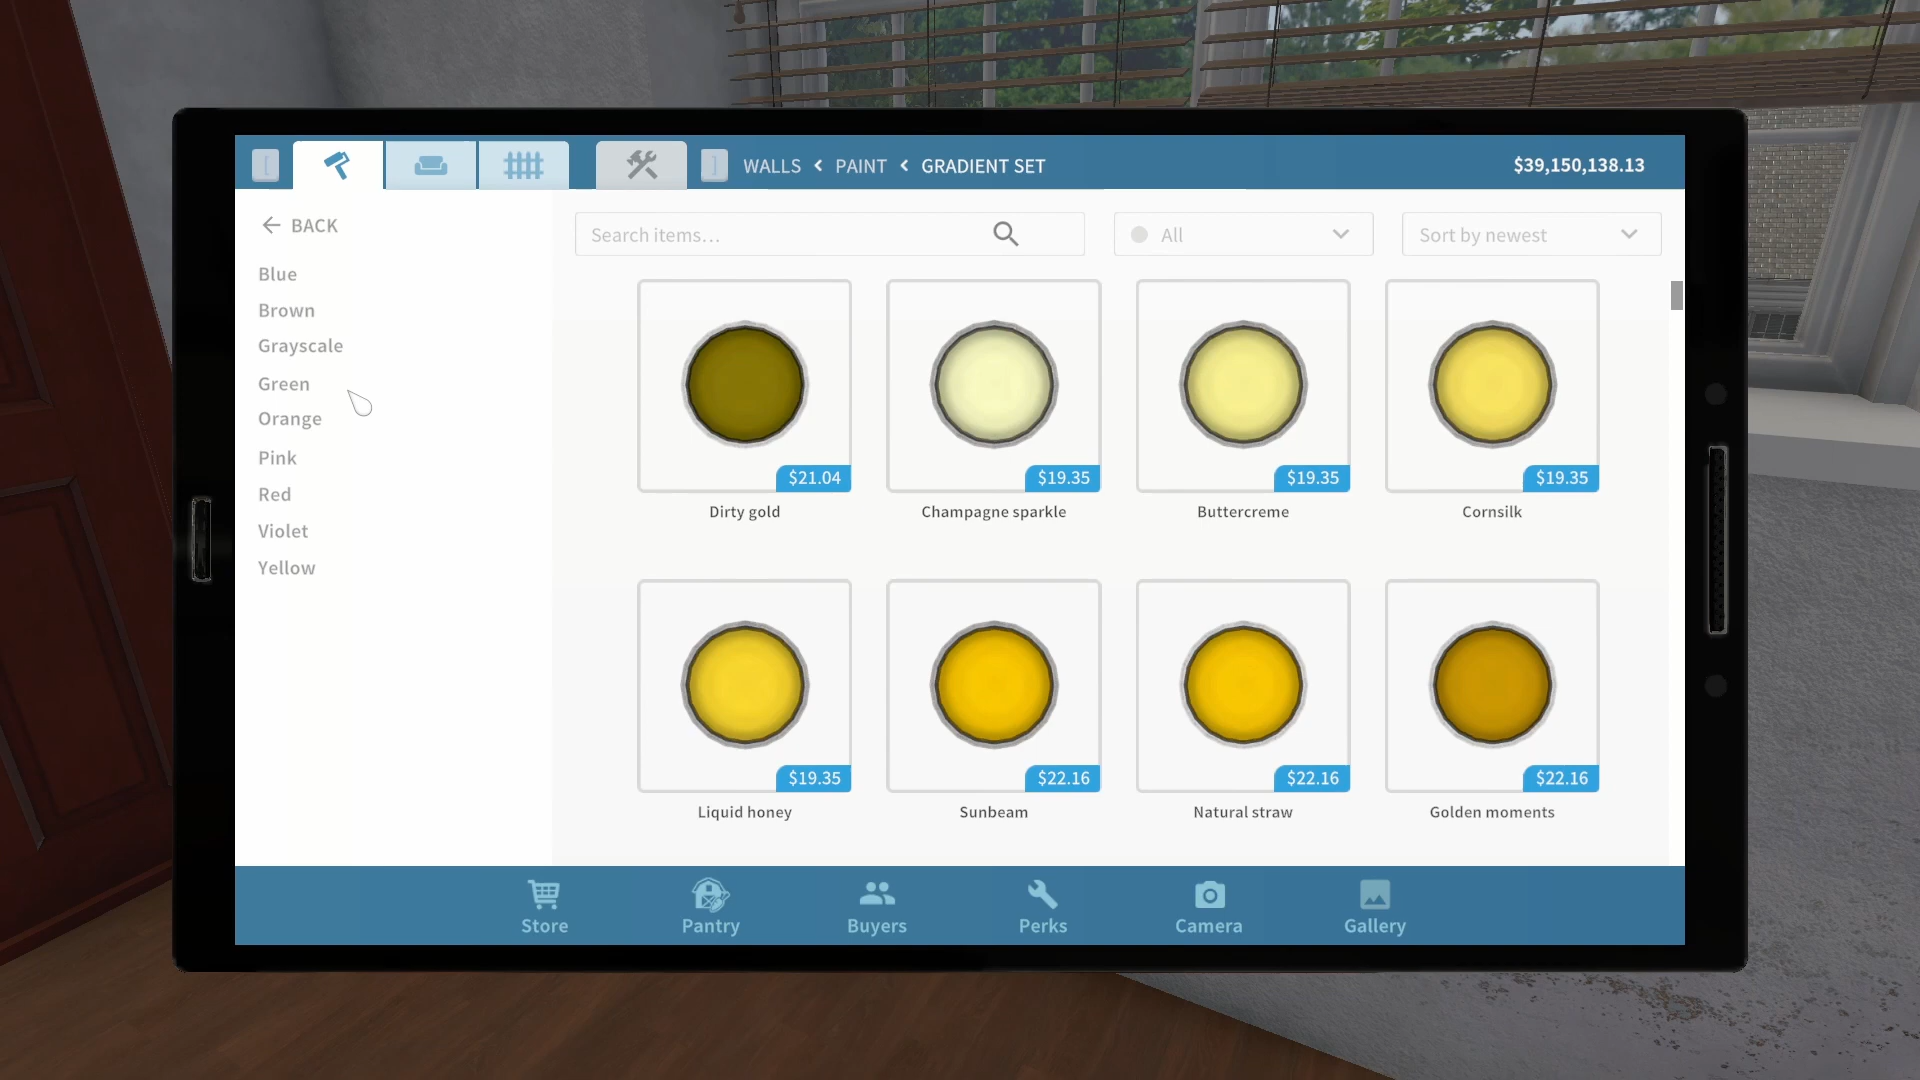 [ ] WALLS < PAINT < GRADIENT SET $39,150,138.13
BACK
Search items...
All
Sort by newest
Blue
Brown
Grayscale
Green
Orange
Pink
Red
Violet
Yellow
$21.04 $19.35 $19.35 $19.35
Dirty gold Champagne sparkle Buttercreme Cornsilk
$19.35 $22.16 $22.16 $22.16
Liquid honey Sunbeam Natural straw Golden moments
Store Pantry Buyers Perks Camera Gallery